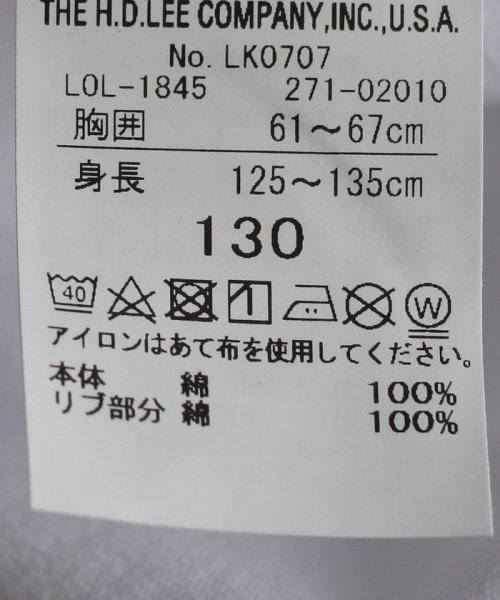 THE H.D.LEE COMPANY,INC.,U.S.A.
No. LK0707
LOL-1845 271-02010
胸囲 61〜67cm
身長 125〜135cm
130
40 W
アイロンはあて布を使用してください。
本体 綿 100%
リブ部分 綿 100%